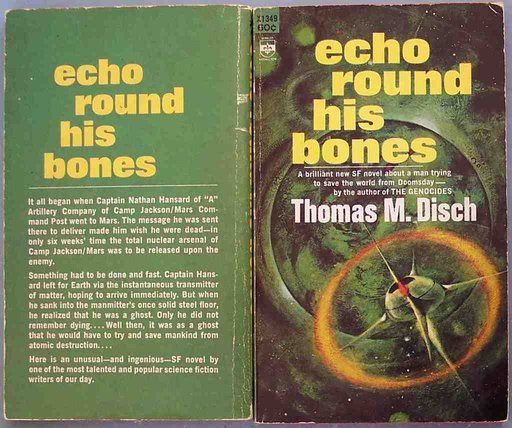 echo
round
his
bones
It all began when Captain Nathan Hansard of "A"
Artillery Company of Camp Jackson/Mars Com-
mand Post went to Mars. The message he was sent
there to deliver made him wish he were dead—in
only six weeks' time the total nuclear arsenal of
Camp Jackson/Mars was to be released upon the
enemy.
Something had to be done and fast. Captain Hans-
ard left for Earth via the instantaneous transmitter
of matter, hoping to arrive immediately. But when
he sank into the manmitter's once solid steel floor,
he realized that he was a ghost. Only he did not
remember dying.... Well then, it was as a ghost
that he would have to try and save mankind from
atomic destruction....
Here is an unusual—and ingenious—SF novel by
one of the most talented and popular science fiction
writers of our day.
X1349
60¢
echo
round
his
bones
A brilliant new SF novel about a man trying
to save the world from Doomsday—
by the author of THE GENOCIDES
Thomas M. Disch